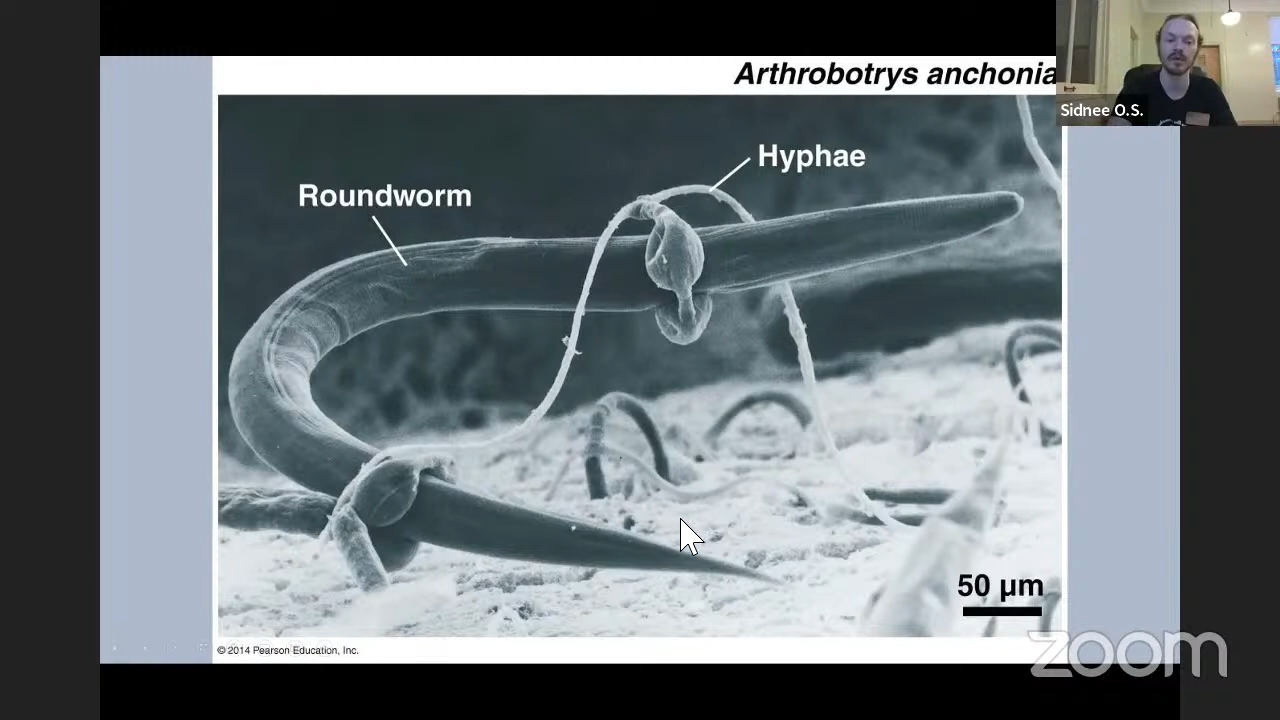 Arthrobotrys anchonia
Sidnee O.S.
Hyphae
Roundworm
50 µm
© 2014 Pearson Education, Inc.
zoom